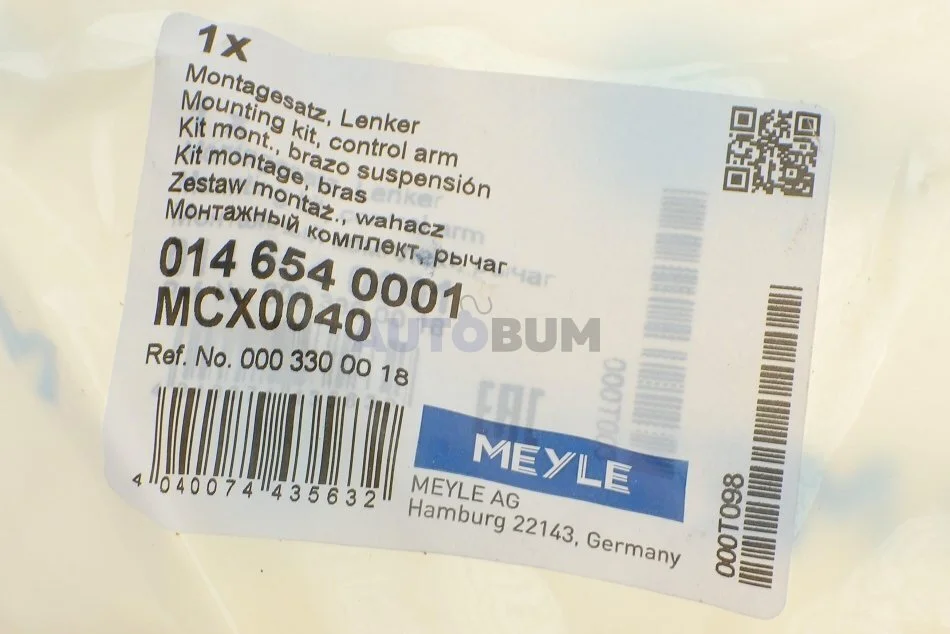 1x
Montagesatz, Lenker
Mounting kit, control arm
Kit mont., brazo suspensión
Kit montage, bras
Zestaw montaż., wahacz
Монтажный комплект, рычаг
014 654 0001
MCX0040
AUTOBUM
Ref. No. 000 330 00 18
4 040074 435632
MEYLE
MEYLE AG
Hamburg 22143, Germany
000T098